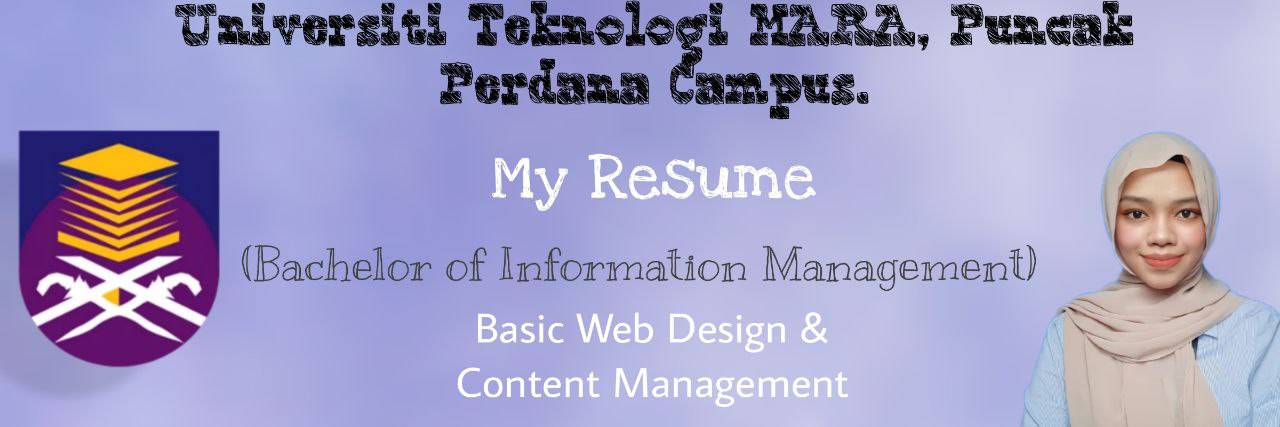 Universiti Teknologi MARA, Puncak
Perdana Campus.
My Resume
(Bachelor of Information Management)
Basic Web Design &
Content Management